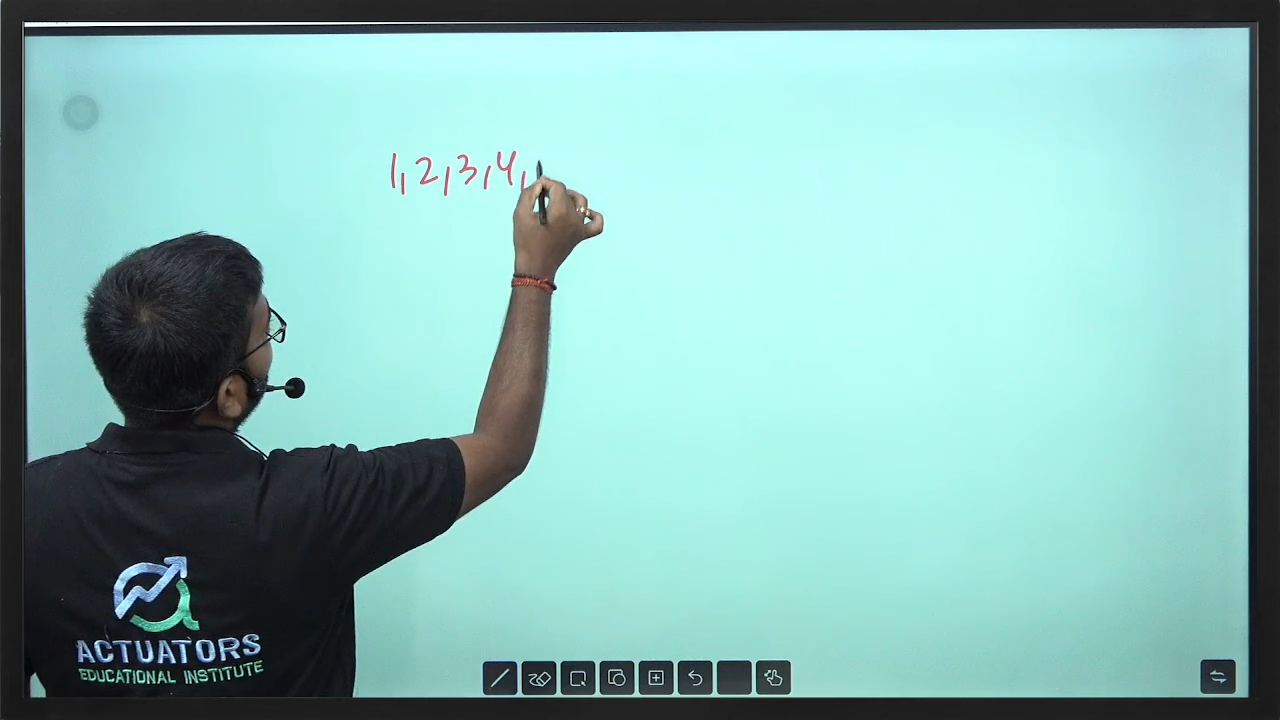 1, 2, 3, 4,
ACTUATORS
EDUCATIONAL INSTITUTE